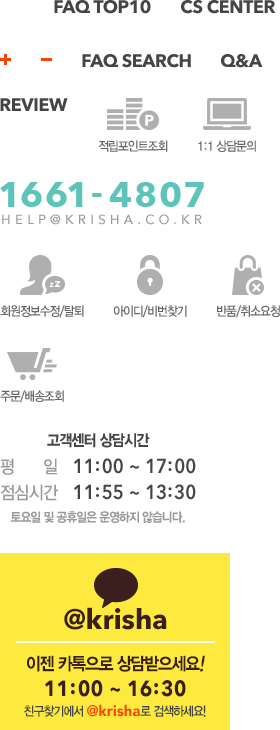 FAQ TOP10 CS CENTER
+ - FAQ SEARCH Q&A
REVIEW
P
적립포인트조회 1:1 상담문의
1661-4807
HELP@KRISHA.CO.KR
zZ
회원정보수정/탈퇴 아이디/비번찾기 반품/취소요청
주문/배송조회
고객센터 상담시간
평 일 11:00 ~ 17:00
점심시간 11:55 ~ 13:30
토요일 및 공휴일은 운영하지 않습니다.
@krisha
이젠 카톡으로 상담받으세요!
11:00 ~ 16:30
친구찾기에서 @krisha로 검색하세요!